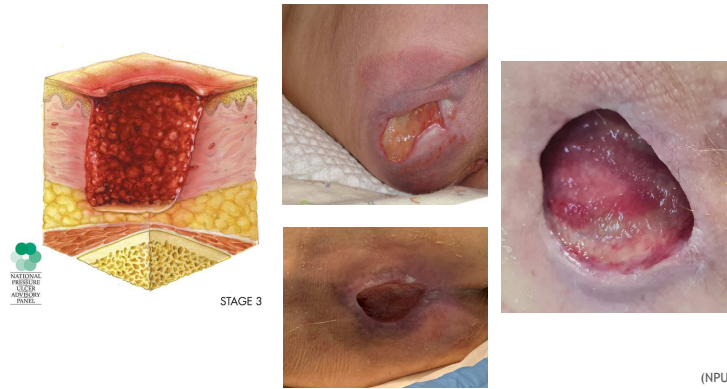 NATIONAL
PRESSURE
ULCER
ADVISORY
PANEL
STAGE 3
(NPU